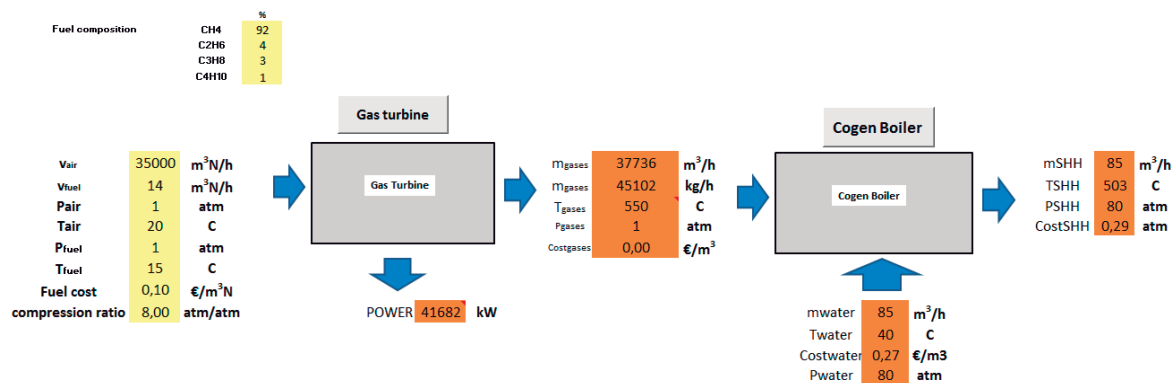 %
Fuel composition CH4 92
C2H6 4
C3H8 3
C4H10 1
Gas turbine
Cogen Boiler
Vair 35000 m³N/h
Vfuel 14 m³N/h
Pair 1 atm
Tair 20 C
Pfuel 1 atm
Tfuel 15 C
Fuel cost 0,10 €/m³N
compression ratio 8,00 atm/atm
Gas Turbine
POWER 41682 kW
mgases 37736 m³/h
mgases 45102 kg/h
Tgases 550 C
Pgases 1 atm
Costgases 0,00 €/m³
Cogen Boiler
mSHH 85 m³/h
TSHH 503 C
PSHH 80 atm
CostSHH 0,29 atm
mwater 85 m³/h
Twater 40 C
Costwater 0,27 €/m3
Pwater 80 atm